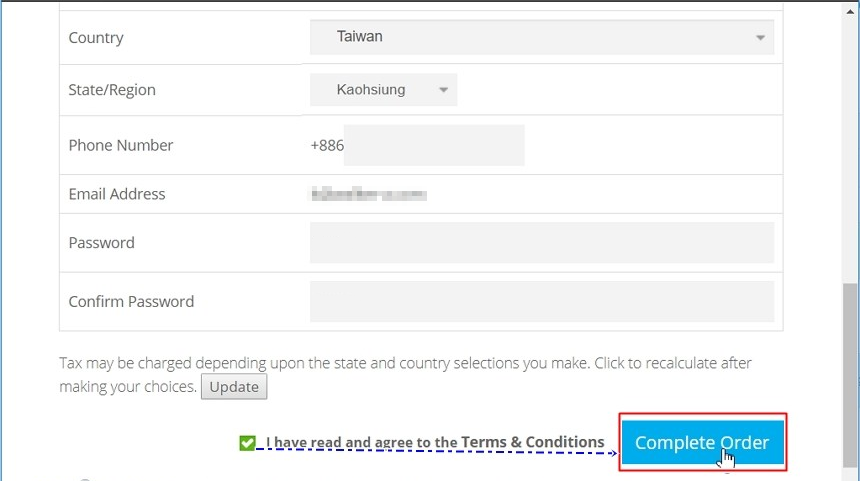 Country Taiwan
State/Region Kaohsiung
Phone Number +886
Email Address
Password
Confirm Password
Tax may be charged depending upon the state and country selections you make. Click to recalculate after
making your choices. Update
I have read and agree to the Terms & Conditions Complete Order